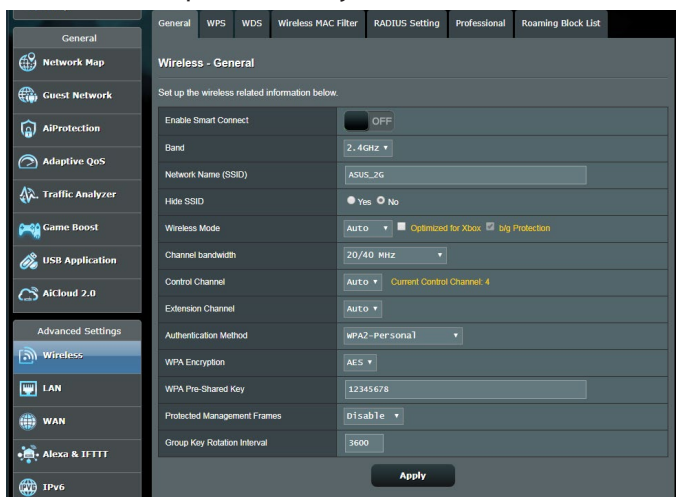 General WPS WDS Wireless MAC Filter RADIUS Setting Professional Roaming Block List
General
Network Map
Guest Network
AiProtection
Adaptive QoS
Traffic Analyzer
Game Boost
USB Application
AiCloud 2.0
Advanced Settings
Wireless
LAN
WAN
Alexa & IFTTT
IPv6
Wireless - General
Set up the wireless related information below.
Enable Smart Connect OFF
Band 2.4GHz
Network Name (SSID) ASUS_2G
Hide SSID Yes No
Wireless Mode Auto Optimized for Xbox b/g Protection
Channel bandwidth 20/40 MHz
Control Channel Auto Current Control Channel: 4
Extension Channel Auto
Authentication Method WPA2-Personal
WPA Encryption AES
WPA Pre-Shared Key 12345678
Protected Management Frames Disable
Group Key Rotation Interval 3600
Apply